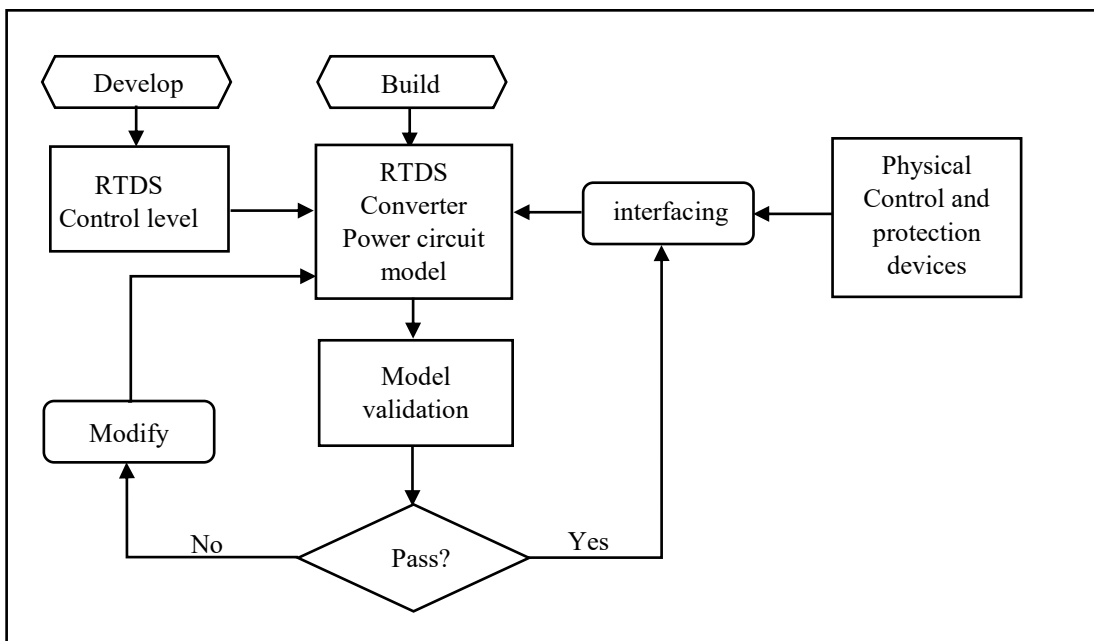 Develop
Build
RTDS
Control level
RTDS
Converter
Power circuit
model
interfacing
Physical
Control and
protection
devices
Model
validation
Modify
No
Pass?
Yes